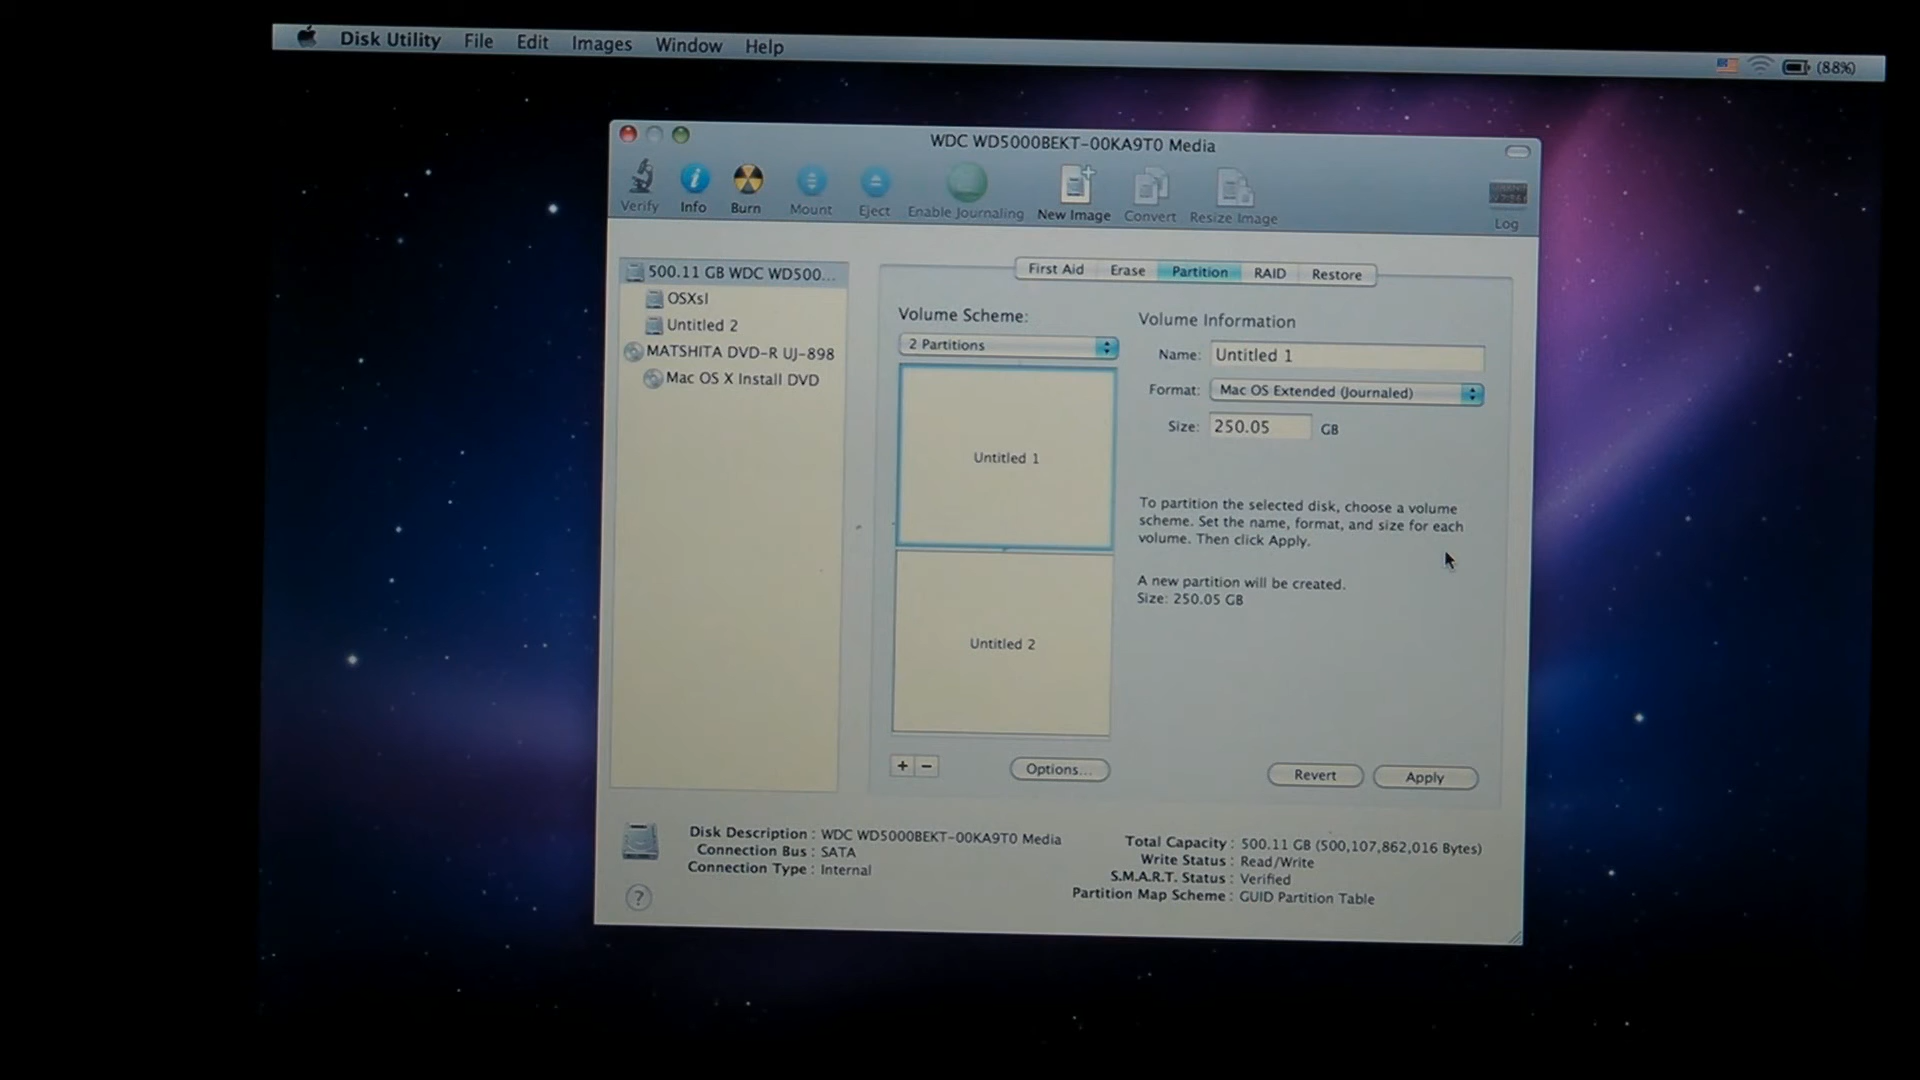 Disk Utility File Edit Images Window Help
(88%)
WDC WD5000BEKT-00KA9T0 Media
Verify Info Burn Mount Eject Enable Journaling New Image Convert Resize Image Log
500.11 GB WDC WD500...
OSXsl
Untitled 2
MATSHITA DVD-R UJ-898
Mac OS X Install DVD
First Aid Erase Partition RAID Restore
Volume Scheme:
2 Partitions
Untitled 1
Untitled 2
+ −
Options...
Volume Information
Name: Untitled 1
Format: Mac OS Extended (Journaled)
Size: 250.05 GB
To partition the selected disk, choose a volume
scheme. Set the name, format, and size for each
volume. Then click Apply.
A new partition will be created.
Size: 250.05 GB
Revert Apply
Disk Description : WDC WD5000BEKT-00KA9T0 Media
Connection Bus : SATA
Connection Type : Internal
Total Capacity : 500.11 GB (500,107,862,016 Bytes)
Write Status : Read/Write
S.M.A.R.T. Status : Verified
Partition Map Scheme : GUID Partition Table
?